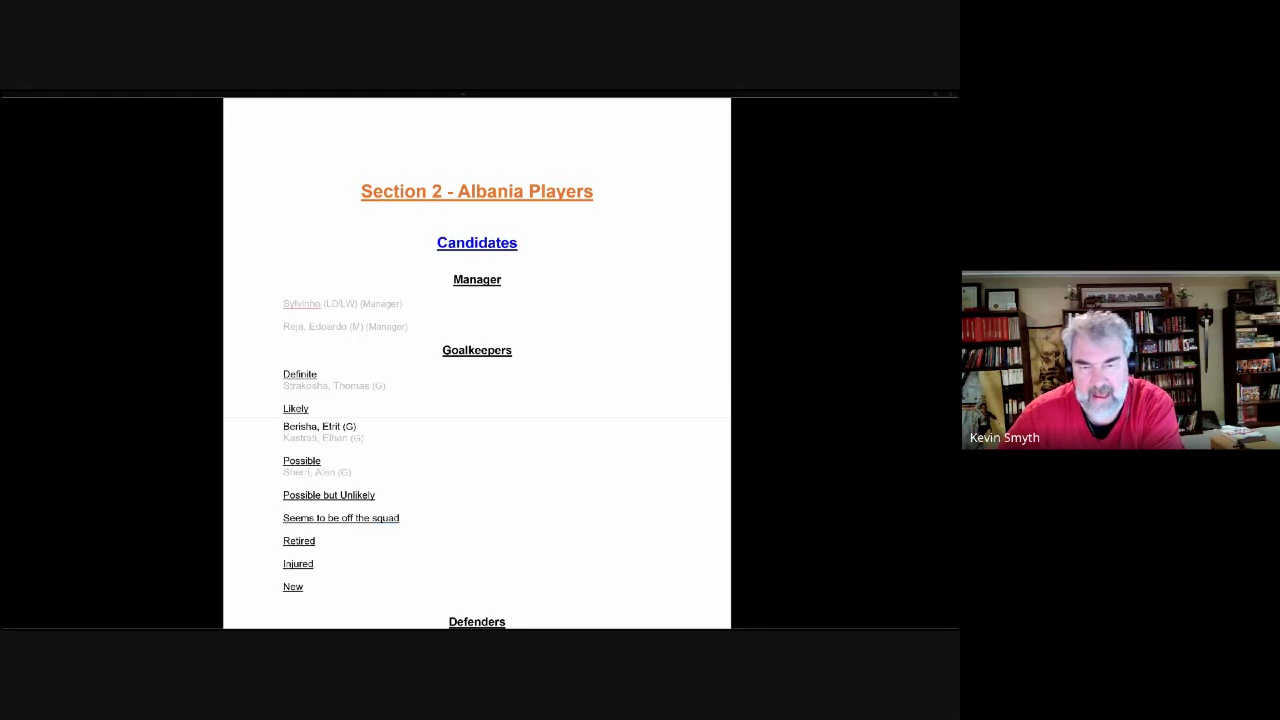 Section 2 - Albania Players
Candidates
Manager
Sylvinho (LD/LW) (Manager)
Reja, Edoardo (M) (Manager)
Goalkeepers
Definite
Strakosha, Thomas (G)
Likely
Berisha, Etrit (G)
Kastrati, Elhan (G)
Possible
Sherri, Alen (G)
Possible but Unlikely
Seems to be off the squad
Retired
Injured
New
Defenders
Kevin Smyth